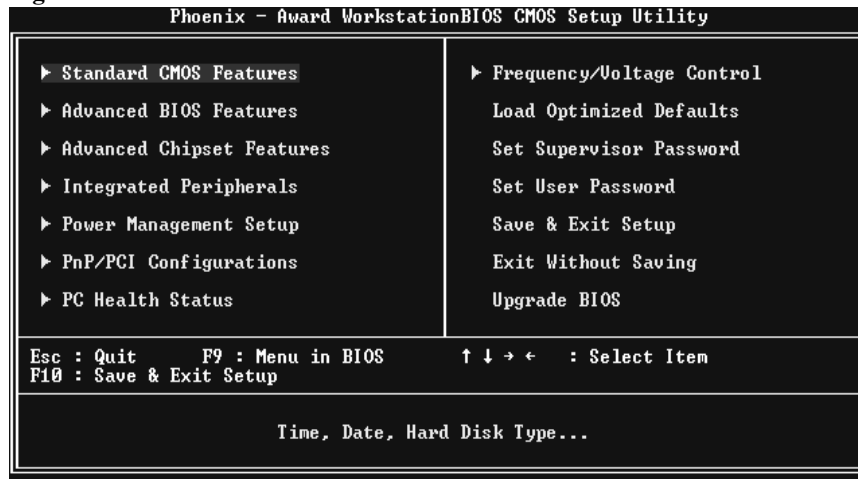 Phoenix - Award WorkstationBIOS CMOS Setup Utility
▶ Standard CMOS Features
▶ Advanced BIOS Features
▶ Advanced Chipset Features
▶ Integrated Peripherals
▶ Power Management Setup
▶ PnP/PCI Configurations
▶ PC Health Status
▶ Frequency/Voltage Control
Load Optimized Defaults
Set Supervisor Password
Set User Password
Save & Exit Setup
Exit Without Saving
Upgrade BIOS
Esc : Quit F9 : Menu in BIOS ↑ ↓ → ← : Select Item
F10 : Save & Exit Setup
Time, Date, Hard Disk Type...